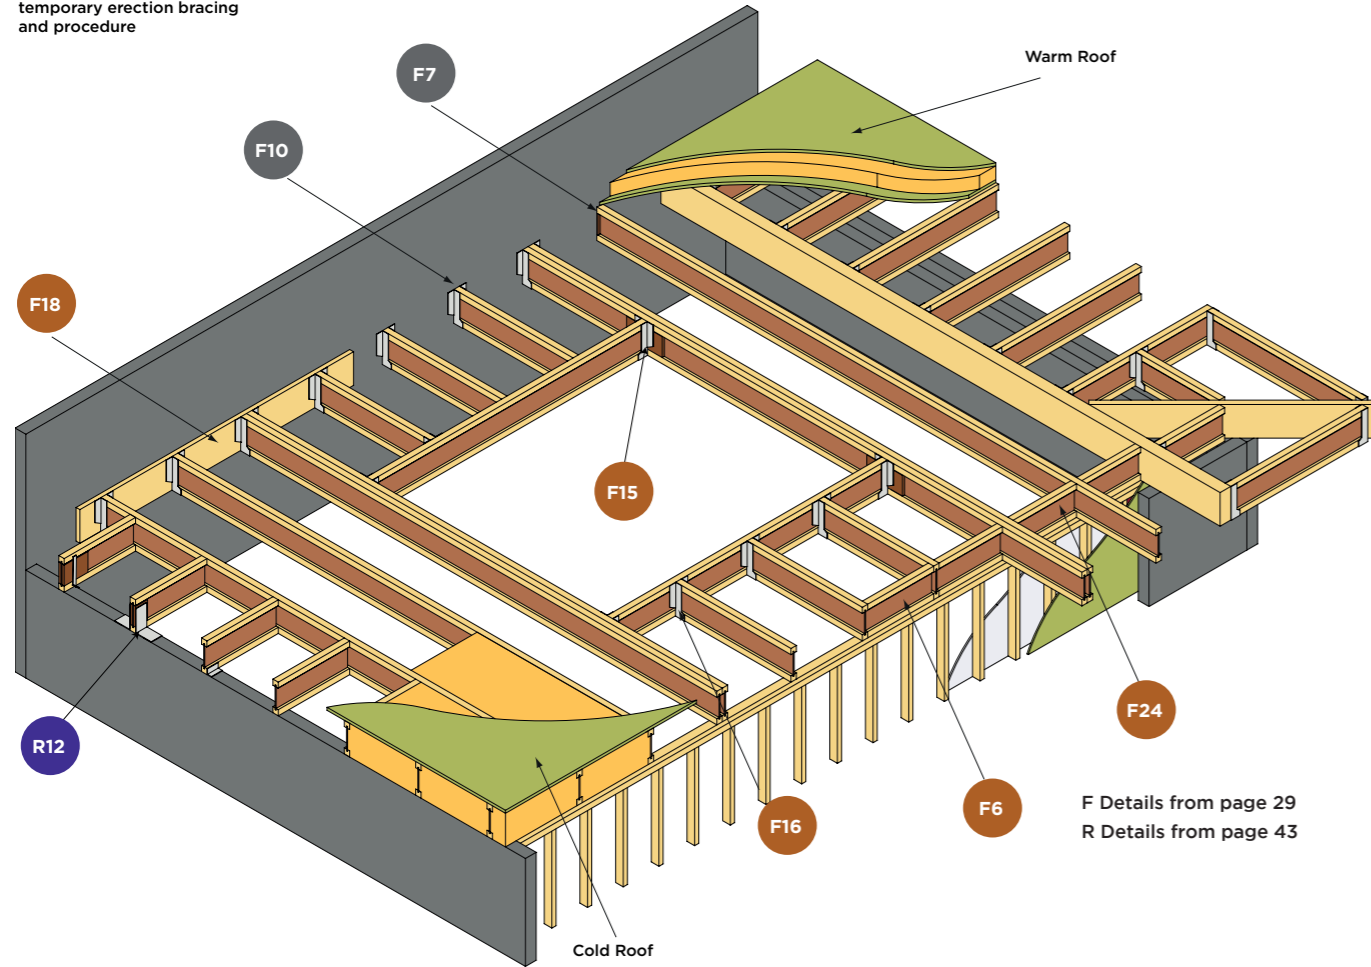 temporary erection bracing
and procedure
Warm Roof
F7
F10
F18
F15
R12
F24
F16
F6
F Details from page 29
R Details from page 43
Cold Roof